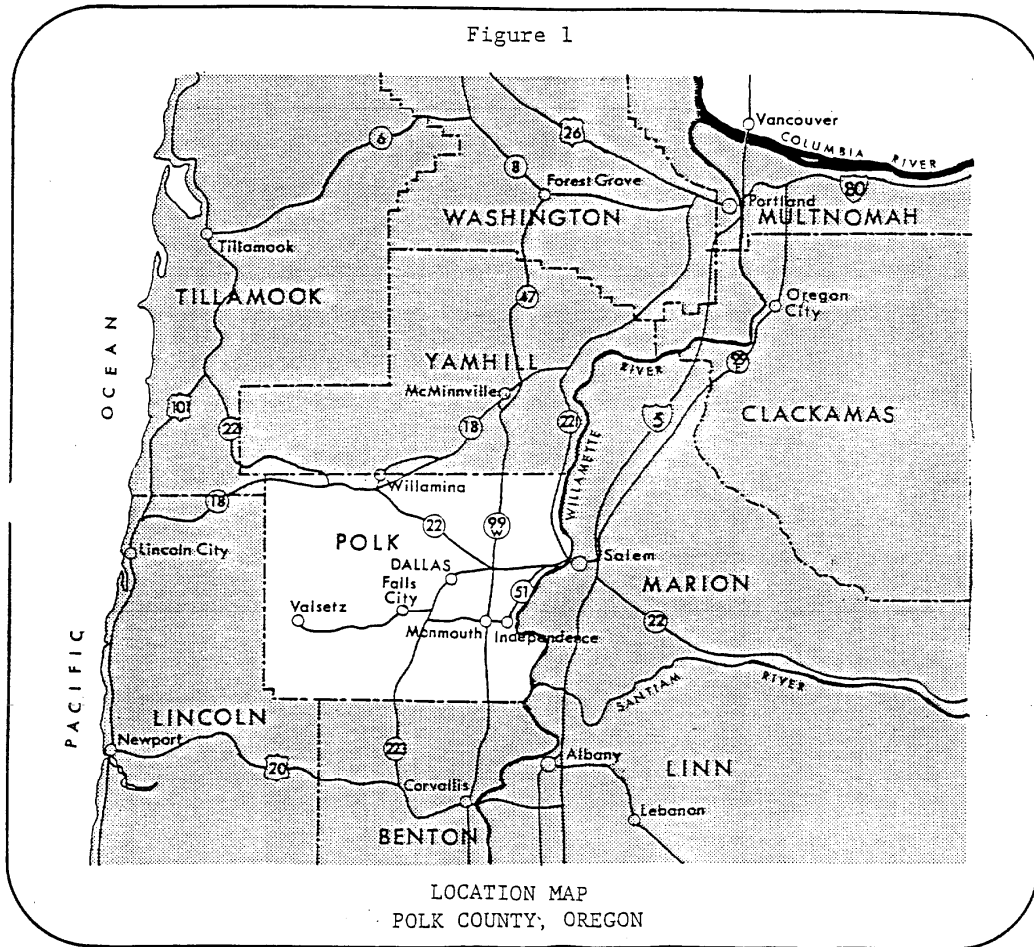 Figure 1
Vancouver
COLUMBIA RIVER
6
26
8
80
Forest Grove
Portland
WASHINGTON
MULTNOMAH
Tillamook
TILLAMOOK
47
Oregon
City
OCEAN
YAMHILL
RIVER
99
E
McMinnville
101
22
18
221
5
CLACKAMAS
WILLAMETTE
Willamina
18
22
99
W
POLK
Lincoln City
DALLAS
Salem
Falls
City
51
MARION
Valsetz
Monmouth
Independence
22
PACIFIC
SANTIAM RIVER
LINCOLN
Newport
223
20
Albany
LINN
Corvallis
Lebanon
BENTON
LOCATION MAP
POLK COUNTY, OREGON